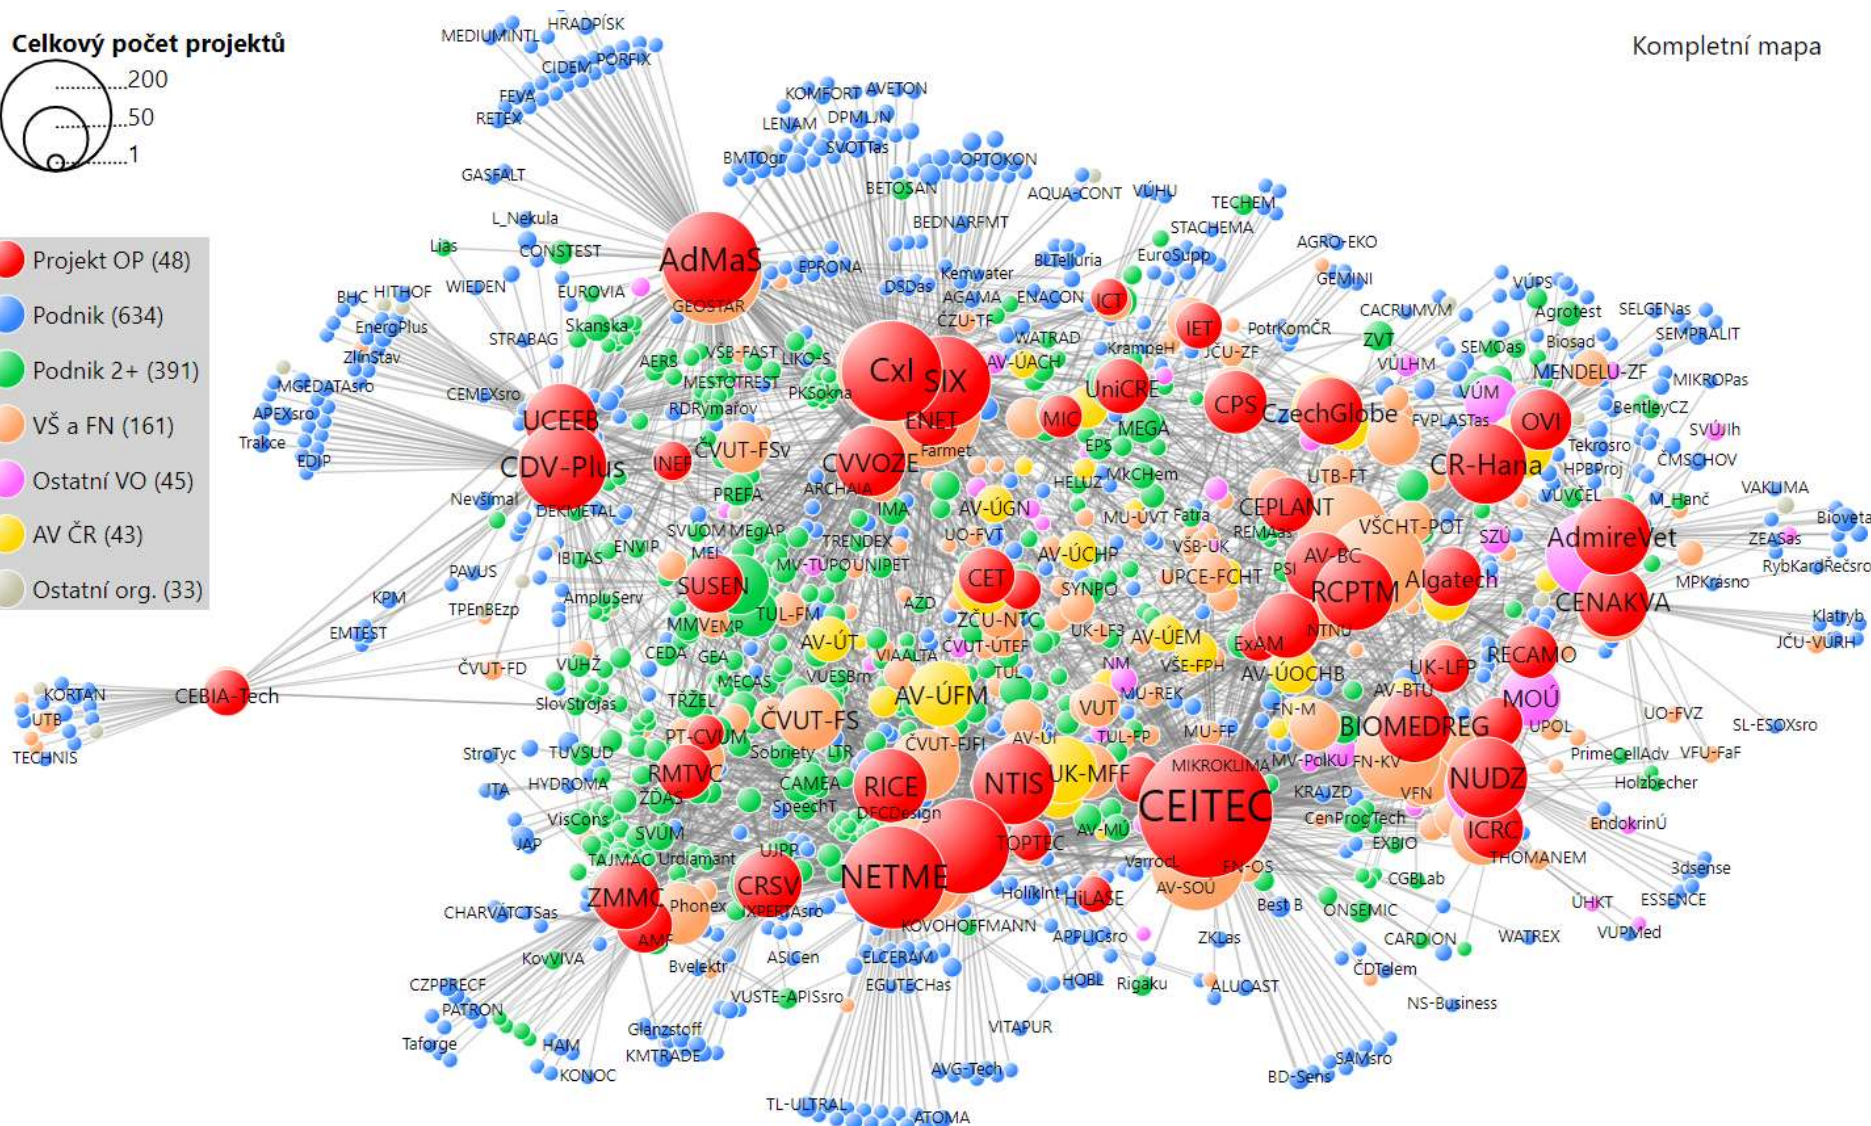 Celkový počet projektů
200
50
1
Kompletní mapa
Projekt OP (48)
Podnik (634)
Podnik 2+ (391)
VŠ a FN (161)
Ostatní VO (45)
AV ČR (43)
Ostatní org. (33)
HRADPÍSK
MEDIUMINTL
CIDEM
PORFIX
FEVA
RETEX
KOMFORT
AVETON
LENAM
DPMLJN
SVOTTas
BMTOgr
OPTOKON
GASFALT
BETOSAN
AQUA-CONT
VÚHU
TECHEM
L_Nekula
BEDNARFMT
STACHEMA
Lias
CONSTEST
AGRO-EKO
AdMaS
EPRONA
BLTelluria
EuroSupp
WIEDEN
EUROVIA
DSDas
Kemwater
GEMINI
VÚPS
BHC
HITHOF
GEOSTAR
AGAMA
ENACON
ICT
CACRUMVM
Agrotest
SELGENas
EnergPlus
Skanska
ČZU-TF
IET
PotrKomČR
ZVT
SEMPRALIT
STRABAG
WATRAD
KrampeH
SEMOas
Biosad
ZlínStav
AERS
VŠB-FAST
LIKO-S
AV-ÚACH
JČU-ZF
VÚLHM
MENDELU-ZF
MGEDATAsro
CxI
SIX
MIKROPas
CEMEXsro
MESTOTREST
PKSokna
UniCRE
VÚM
APEXsro
RDRymarov
CPS
CzechGlobe
BentleyCZ
UCEEB
ENET
MIC
MEGA
FVPLASTas
OVI
SVÚJIh
Trakce
EPS
Tekrosro
EDIP
CDV-Plus
INEF
ČVUT-FSv
CVVOZE
Farmet
CR-Hana
ČMSCHOV
MkCHem
UTB-FT
HPBProj
Nevšímal
PREFA
ARCHAIA
HELUZ
VÚVČEL
VAKUMA
DEKMETAL
IMA
AV-ÚGN
MU-UVT
Fatra
CEPLANT
M_Hanč
SVUOM
MEgAP
REMAas
VŠCHT-POT
Bioveta
ENVIP
TRENDEX
UO-FVT
VŠB-UK
SZÚ
AdmireVet
ZEASas
IBITAS
MEI
AV-ÚCHP
AV-BC
PAVUS
SUSEN
MV-TUPO
UNIPET
CET
UPCE-FCHT
PSI
Algatech
RybKardŘečsro
KPM
AmpluServ
SYNPO
RCPTM
MPKrásno
TPEnBEzp
AŽD
CENAKVA
TUL-FM
ZČU-NTC
Klatryb
EMTEST
MMV
EMP
AV-ÚT
UK-LF3
AV-ÚEM
ExAM
NTNU
JČU-VÚRH
CEDA
GEA
VIAALTA
ČVUT-ÚTEF
VŠE-FPH
RECAMO
ČVUT-FD
VÚHŽ
NM
UK-LFP
VUESBrn
TUL
AV-ÚOCHB
CEBIA-Tech
KORTAN
MECAS
AV-ÚFM
MU-REK
AV-BTÚ
MOÚ
SlovStrojas
TRŽEL
UTB
ČVUT-FS
VUT
FN-M
BIOMEDREG
UO-FVZ
SL-ESOXsro
TECHNIS
StroTyc
TUVSUD
PT-CVUM
Sobriety
LTR
ČVUT-FJFI
AV-UI
TUL-FP
MU-FF
UPOL
PrimeCellAdv
VFU-FaF
MIKROKLIMA
MV-PolKU
FN-KV
JTA
HYDROMA
RMTVC
CAMEA
RICE
NTIS
UK-MFF
NUDZ
Holzbecher
ŽĎAS
SpeechT
DFCDesign
CEITEC
KRAJZD
VFN
VisCons
SVÚM
AV-MÚ
CenProgTech
ICRC
EndokrinÚ
JAP
TOPTEC
EXBIO
TAJMAC
Urdiamant
UJPP
VarrocL
FN-OS
THOMANEM
3dsense
ZMMC
CRSV
NETME
AV-SOÚ
CGBLab
Phonex
HolíkInt
HiLASE
Best B
ONSEMIC
ÚHKT
ESSENCE
CHARVÁTCTSas
IXPERTAsro
KOVOHOFFMANN
AMF
APPLICsro
ZKLas
CARDION
WATREX
VUPMed
KovVIVA
Bvelektr
ASICen
ELCERAM
ČDTelem
CZPPRECF
EGUTECHas
HOBL
Rigaku
ALUCAST
PATRON
VUSTE-APISsro
NS-Business
Taforge
HAM
Glanzstoff
VITAPUR
KMTRADE
KONOC
AVG-Tech
SAMsro
BD-Sens
TL-ULTRAL
ATOMA